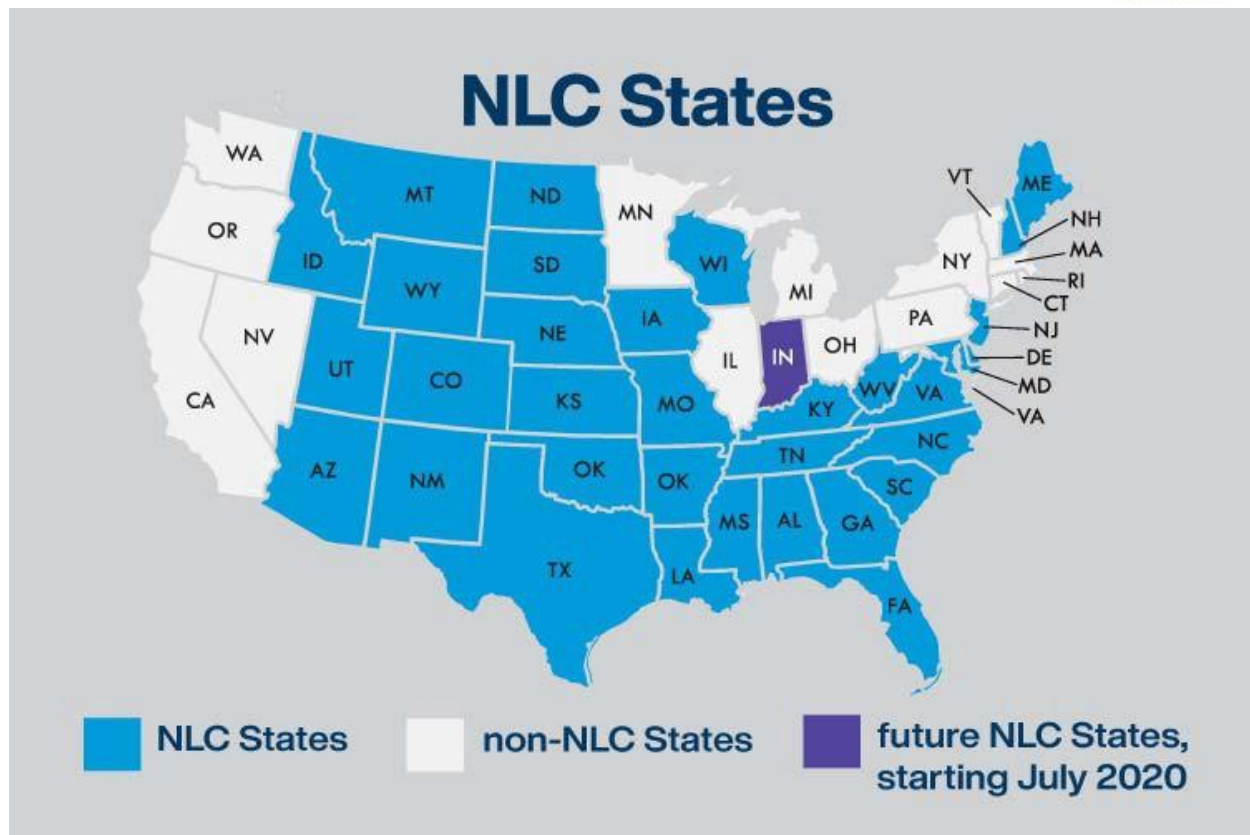 NLC States
WA
MT
ND
MN
VT
ME
OR
ID
SD
WI
NH
MA
NY
RI
CT
WY
MI
NV
NE
IA
PA
NJ
UT
CO
IL
IN
OH
DE
CA
KS
MO
KY
WV
VA
MD
VA
AZ
NM
OK
OK
TN
NC
SC
TX
LA
MS
AL
GA
FA
NLC States
non-NLC States
future NLC States,
starting July 2020